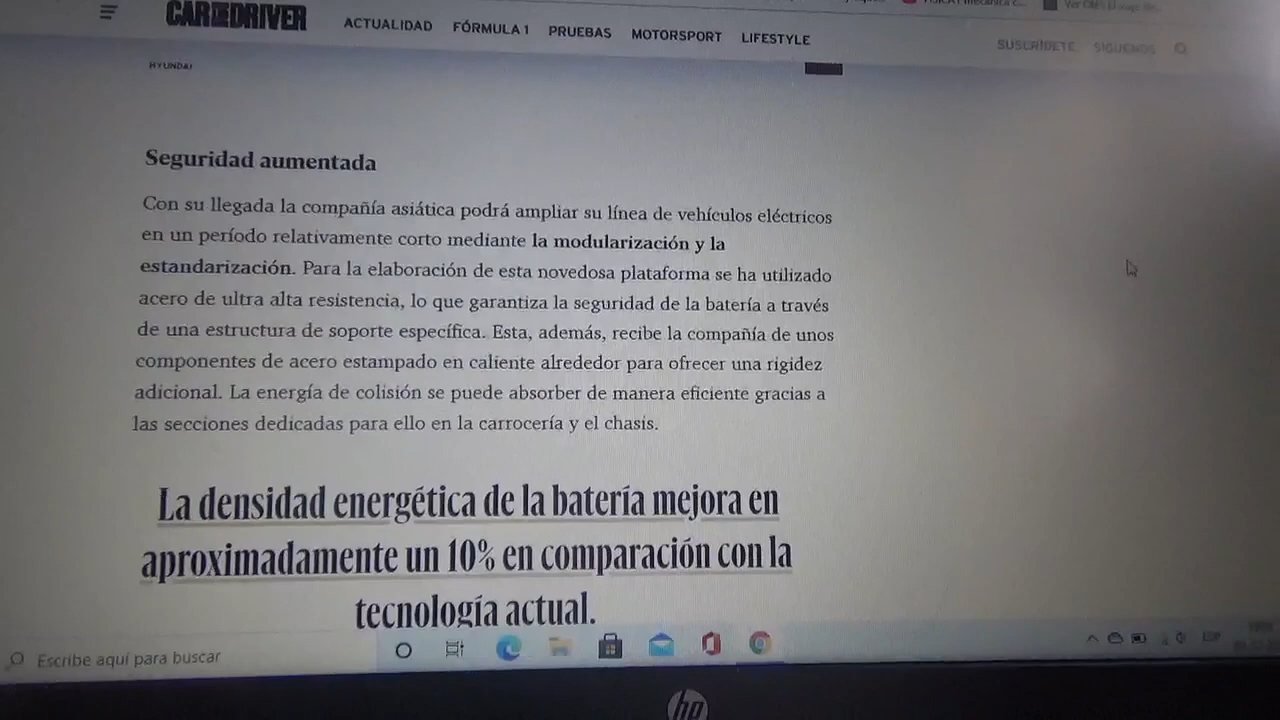 CAR AND DRIVER
ACTUALIDAD FÓRMULA 1 PRUEBAS MOTORSPORT LIFESTYLE
SUSCRÍBETE SÍGUENOS
HYUNDAI
Seguridad aumentada
Con su llegada la compañía asiática podrá ampliar su línea de vehículos eléctricos
en un período relativamente corto mediante la modularización y la
estandarización. Para la elaboración de esta novedosa plataforma se ha utilizado
acero de ultra alta resistencia, lo que garantiza la seguridad de la batería a través
de una estructura de soporte específica. Esta, además, recibe la compañía de unos
componentes de acero estampado en caliente alrededor para ofrecer una rigidez
adicional. La energía de colisión se puede absorber de manera eficiente gracias a
las secciones dedicadas para ello en la carrocería y el chasis.
La densidad energética de la batería mejora en
aproximadamente un 10% en comparación con la
tecnología actual.
Escribe aquí para buscar
ESP
hp